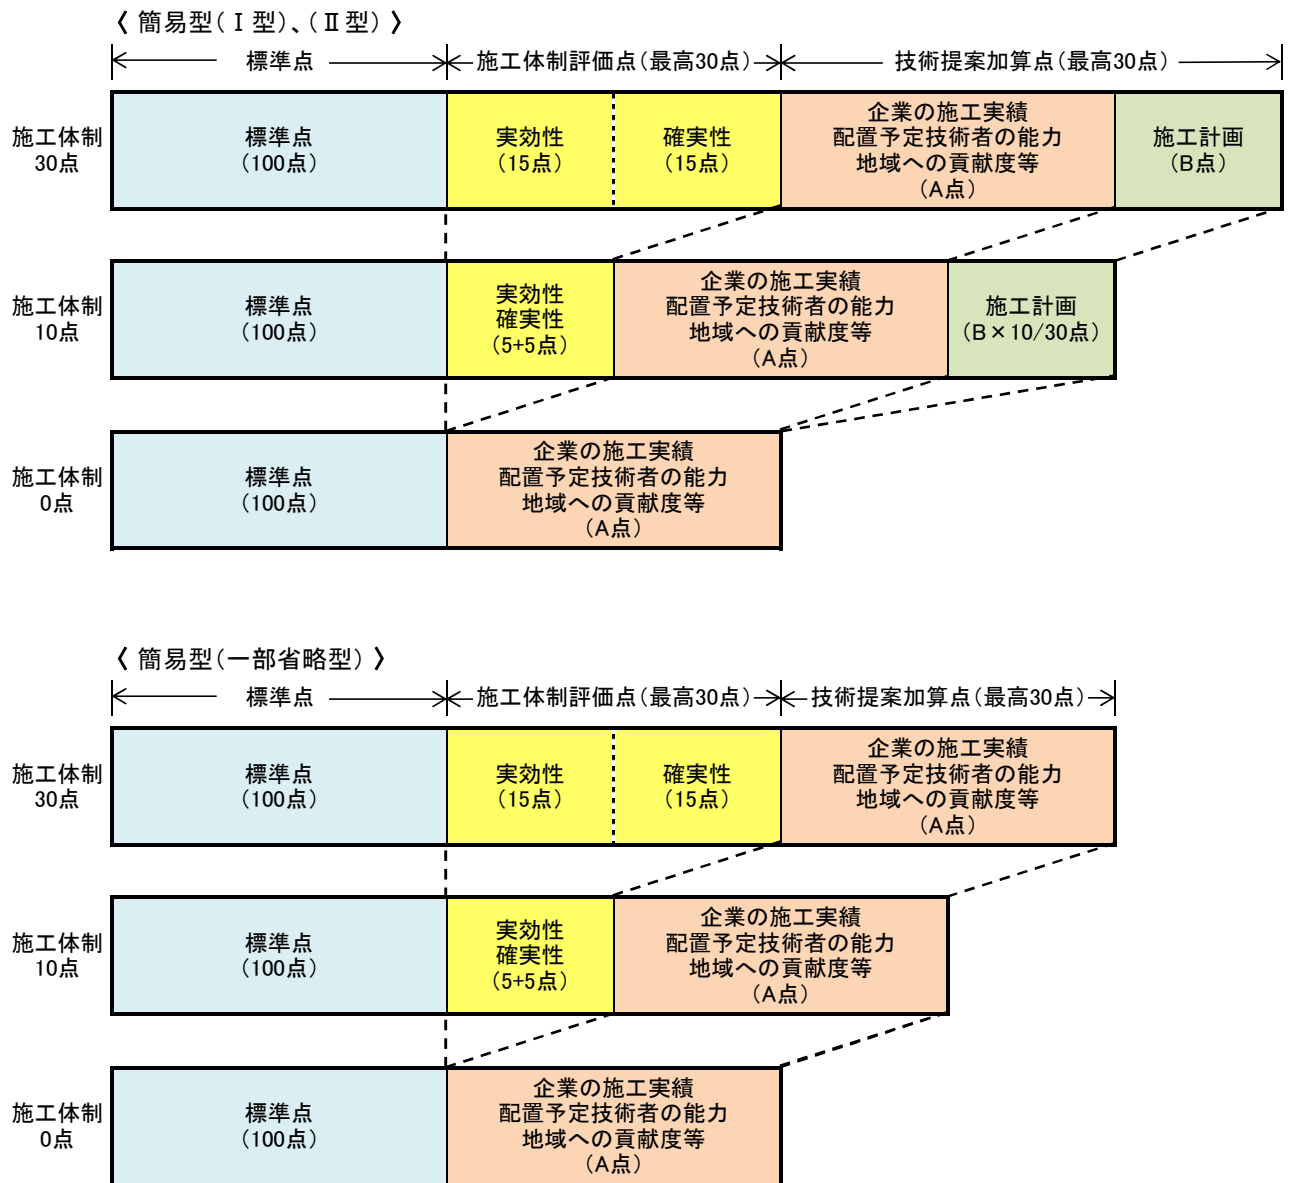 〈 簡易型(Ⅰ型)、(Ⅱ型) 〉
標準点 施工体制評価点(最高30点) 技術提案加算点(最高30点)
施工体制
30点
標準点
(100点)
実効性
(15点)
確実性
(15点)
企業の施工実績
配置予定技術者の能力
地域への貢献度等
(A点)
施工計画
(B点)
施工体制
10点
標準点
(100点)
実効性
確実性
(5+5点)
企業の施工実績
配置予定技術者の能力
地域への貢献度等
(A点)
施工計画
(B×10/30点)
施工体制
0点
標準点
(100点)
企業の施工実績
配置予定技術者の能力
地域への貢献度等
(A点)
〈 簡易型(一部省略型) 〉
標準点 施工体制評価点(最高30点) 技術提案加算点(最高30点)
施工体制
30点
標準点
(100点)
実効性
(15点)
確実性
(15点)
企業の施工実績
配置予定技術者の能力
地域への貢献度等
(A点)
施工体制
10点
標準点
(100点)
実効性
確実性
(5+5点)
企業の施工実績
配置予定技術者の能力
地域への貢献度等
(A点)
施工体制
0点
標準点
(100点)
企業の施工実績
配置予定技術者の能力
地域への貢献度等
(A点)